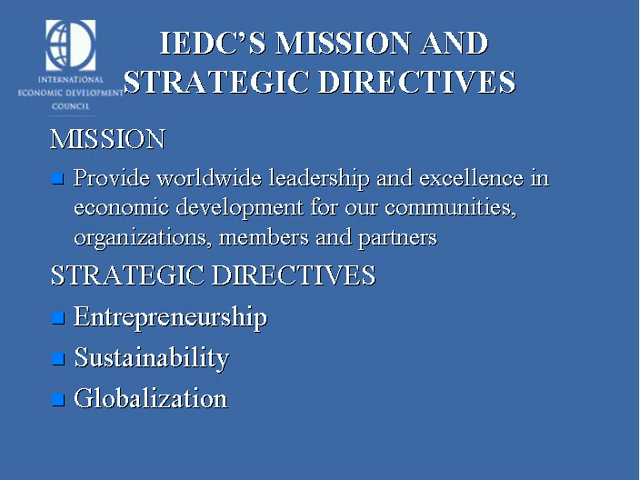 IEDC'S MISSION AND
STRATEGIC DIRECTIVES
INTERNATIONAL
ECONOMIC DEVELOPMENT
COUNCIL
MISSION
Provide worldwide leadership and excellence in
economic development for our communities,
organizations, members and partners
STRATEGIC DIRECTIVES
Entrepreneurship
Sustainability
Globalization